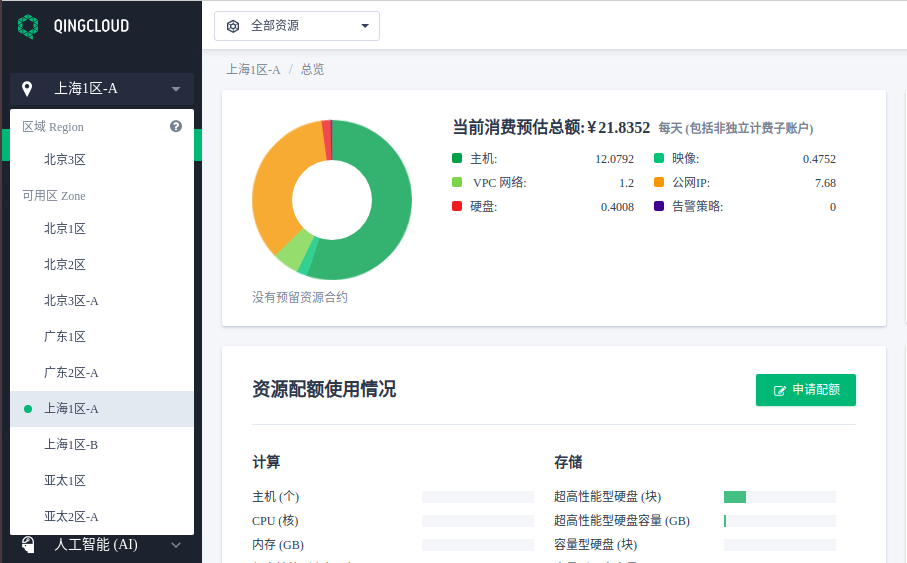 QINGCLOUD
全部资源
上海1区-A
区域 Region
北京3区
可用区 Zone
北京1区
北京2区
北京3区-A
广东1区
广东2区-A
上海1区-A
上海1区-B
亚太1区
亚太2区-A
人工智能 (AI)
上海1区-A / 总览
当前消费预估总额:¥21.8352 每天 (包括非独立计费子账户)
主机: 12.0792 映像: 0.4752
VPC 网络: 1.2 公网IP: 7.68
硬盘: 0.4008 告警策略: 0
没有预留资源合约
资源配额使用情况
申请配额
计算
主机 (个)
CPU (核)
内存 (GB)
存储
超高性能型硬盘 (块)
超高性能型硬盘容量 (GB)
容量型硬盘 (块)